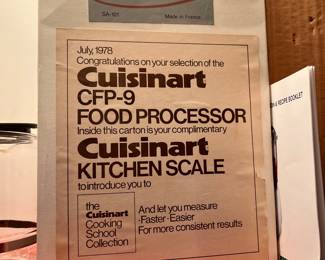 SA-101
Made in France
July, 1978
Congratulations on your selection of the
Cuisinart
CFP-9
FOOD PROCESSOR
Inside this carton is your complimentary
Cuisinart
KITCHEN SCALE
to introduce you to
the
Cuisinart
Cooking
School
Collection
And let you measure
-Faster-Easier
For more consistent results
& RECIPE BOOKLET